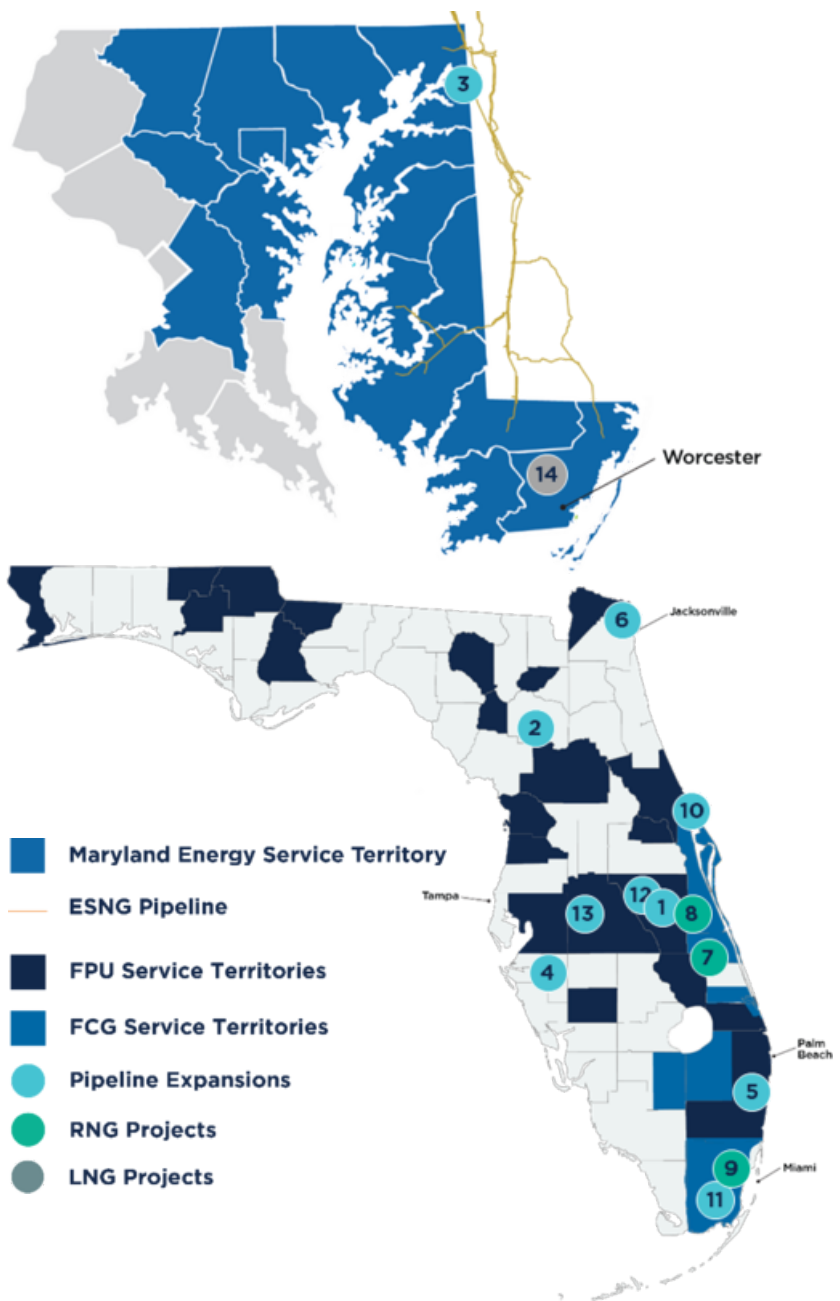 3
14
Worcester
6
Jacksonville
2
10
Maryland Energy Service Territory
ESNG Pipeline
Tampa
12
1
8
13
7
4
FPU Service Territories
FCG Service Territories
Pipeline Expansions
RNG Projects
LNG Projects
Palm
Beach
5
9
Miami
11